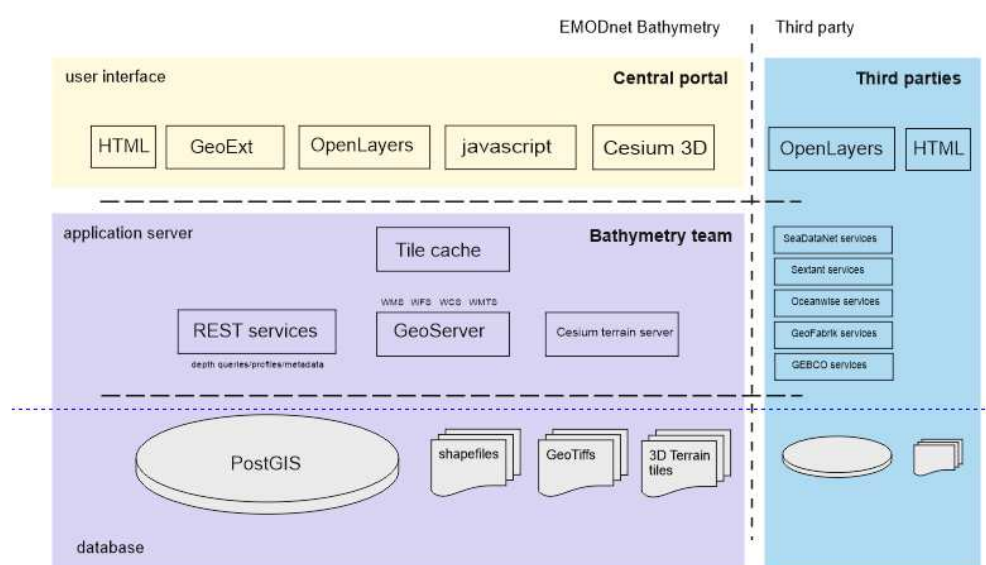 EMODnet Bathymetry
Third party
user interface
Central portal
Third parties
HTML
GeoExt
OpenLayers
javascript
Cesium 3D
OpenLayers
HTML
application server
Bathymetry team
Tile cache
SeaDataNet services
Sextant services
Oceanwise services
GeoFabrik services
GEBCO services
WMS WFS WCS WMTS
REST services
GeoServer
Cesium terrain server
depth queries/profiles/metadata
PostGIS
shapefiles
GeoTiffs
3D Terrain
tiles
database